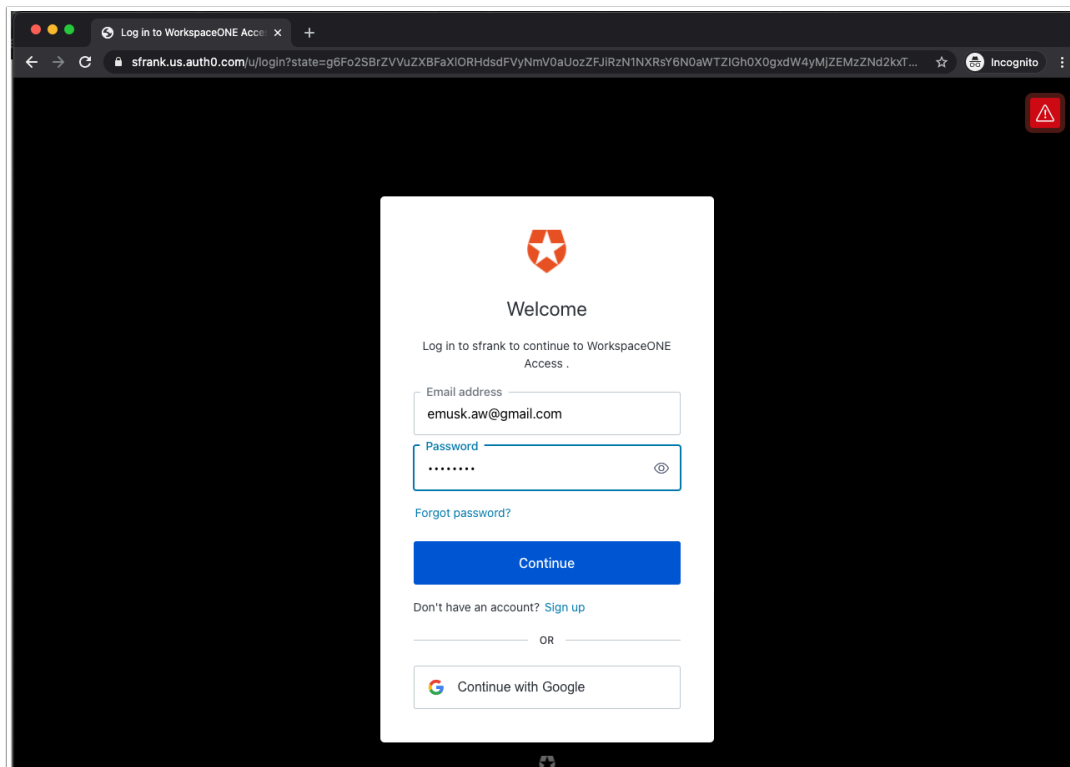 Log in to WorkspaceONE Acce
sfrank.us.auth0.com/u/login?state=g6Fo2SBrZVVuZXBFaXlORHdsdFVyNmV0aUozZFJiRzN1NXRsY6N0aWTZIGh0X0gxdW4yMjZEMzZNd2kxT...
Incognito
Welcome
Log in to sfrank to continue to WorkspaceONE
Access .
Email address
emusk.aw@gmail.com
Password
••••••••
Forgot password?
Continue
Don't have an account? Sign up
OR
Continue with Google